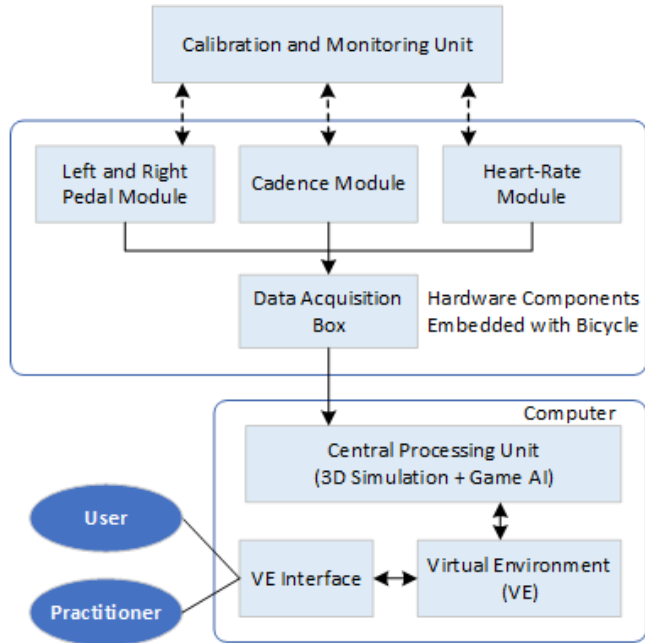 Calibration and Monitoring Unit
Left and Right
Pedal Module
Cadence Module
Heart-Rate
Module
Data Acquisition
Box
Hardware Components
Embedded with Bicycle
Computer
Central Processing Unit
(3D Simulation + Game AI)
User
VE Interface
Virtual Environment
(VE)
Practitioner